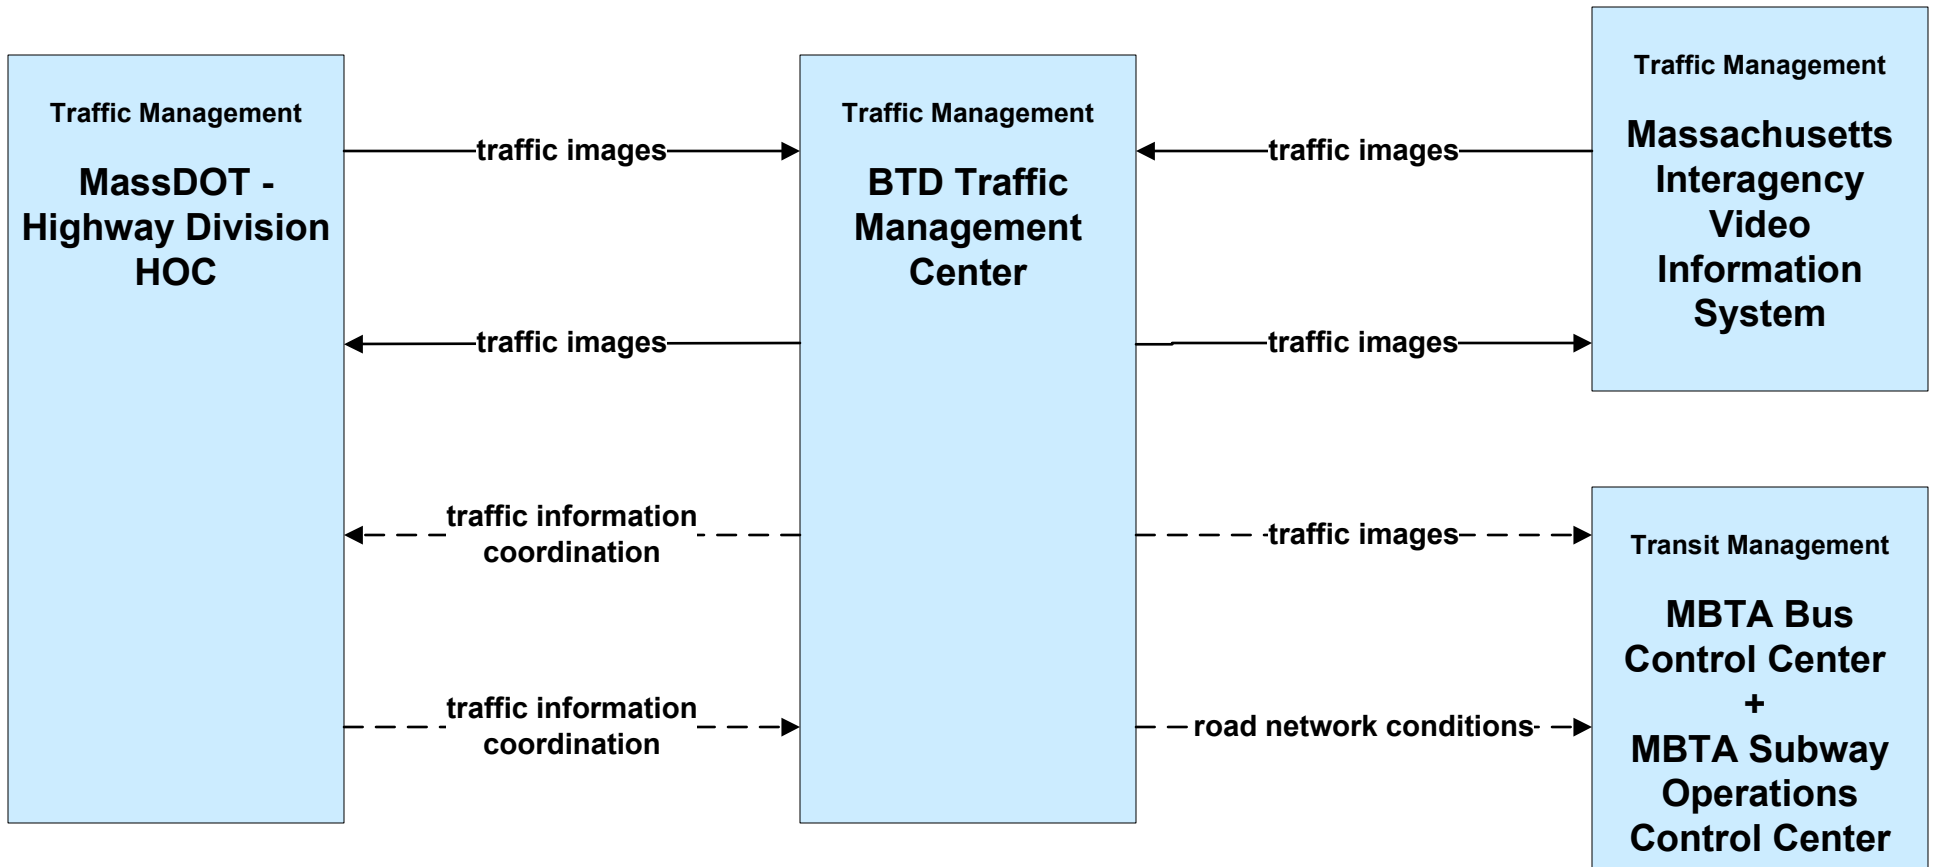 Traffic Management
MassDOT -
Highway Division
HOC
traffic images
traffic images
traffic information
coordination
traffic information
coordination
Traffic Management
BTD Traffic
Management
Center
traffic images
traffic images
traffic images
road network conditions
Traffic Management
Massachusetts
Interagency
Video
Information
System
Transit Management
MBTA Bus
Control Center
+
MBTA Subway
Operations
Control Center